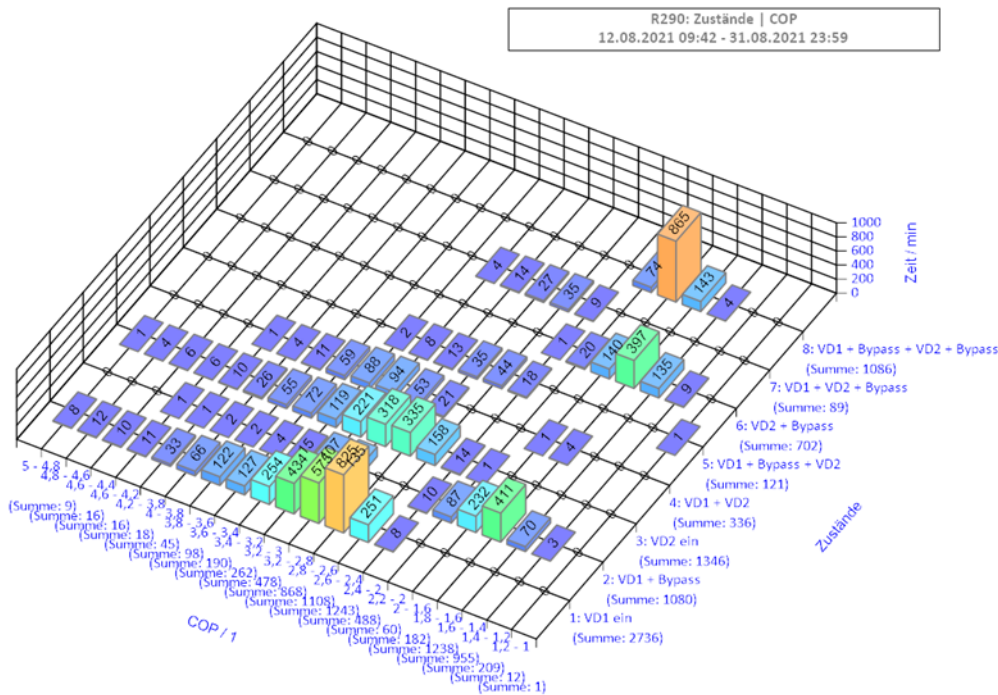 R290: Zustände | COP
12.08.2021 09:42 - 31.08.2021 23:59
1000
800
600
400
200
0
Zeit / min
74 865 143 4
4 14 27 35 9
1 20 140 397 135 9
2 8 13 35 44 18 1
1 4 11 59 88 94 53 21 1 4
1 4 6 6 10 26 55 72 119 221 318 335 158 14 1
1 1 2 4 15 135 10 87 232 411 70 3
8 12 10 11 33 66 122 127 254 434 575 825 251 8
8: VD1 + Bypass + VD2 + Bypass
(Summe: 1086)
7: VD1 + VD2 + Bypass
(Summe: 89)
6: VD2 + Bypass
(Summe: 702)
5: VD1 + Bypass + VD2
(Summe: 121)
4: VD1 + VD2
(Summe: 336)
3: VD2 ein
(Summe: 1346)
2: VD1 + Bypass
(Summe: 1080)
1: VD1 ein
(Summe: 2736)
Zustände
5 - 4,8
(Summe: 9)
4,8 - 4,6
(Summe: 16)
4,6 - 4,4
(Summe: 16)
4,4 - 4,2
(Summe: 18)
(Summe: 45)
4 - 3,8
(Summe: 98)
3,8 - 3,6
(Summe: 190)
3,6 - 3,4
(Summe: 262)
3,4 - 3,2
(Summe: 478)
3,2 - 3
(Summe: 868)
3 - 2,8
(Summe: 1108)
2,8 - 2,6
(Summe: 1243)
2,6 - 2,4
(Summe: 488)
2,4 - 2,2
(Summe: 60)
2,2 - 2
(Summe: 182)
(Summe: 1238)
1,8 - 1,6
(Summe: 955)
1,6 - 1,4
(Summe: 209)
1,4 - 1,2
(Summe: 12)
1,2 - 1
(Summe: 1)
COP / 1